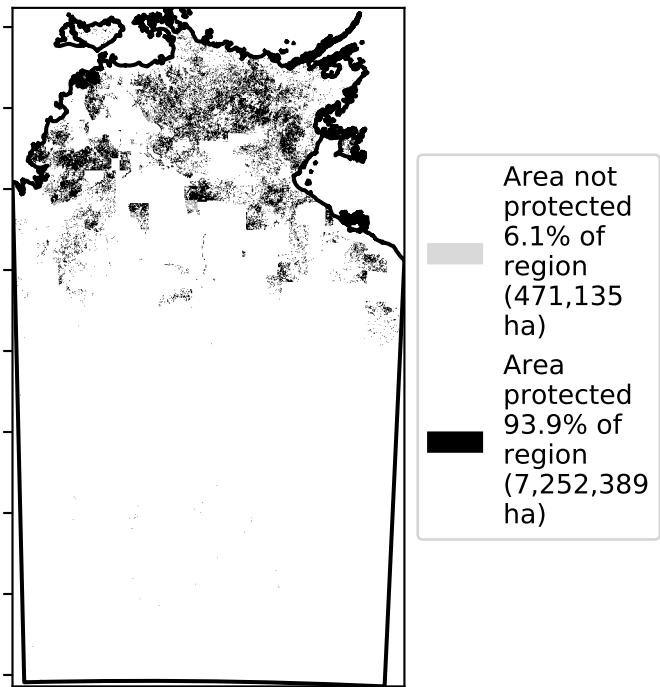 Area not
protected
6.1% of
region
(471,135
ha)
Area
protected
93.9% of
region
(7,252,389
ha)